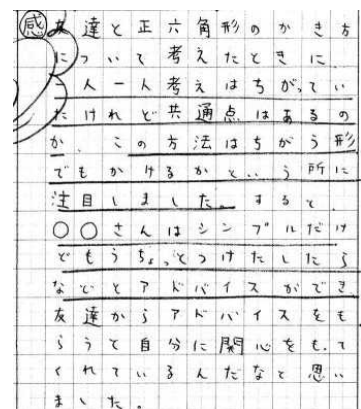 感
友達と正六角形のかき方
について考えたときに
一人一人考えはちがってい
たけれど共通点はあるの
か、この方法はちがう形
でもかけるかという所に
注目しました。すると
○○さんはシンプルだけ
どもうちょっとつけたしたら
などとアドバイスができ
友達からアドバイスをも
らうと自分に関心をもって
くれているんだなと思い
ました。